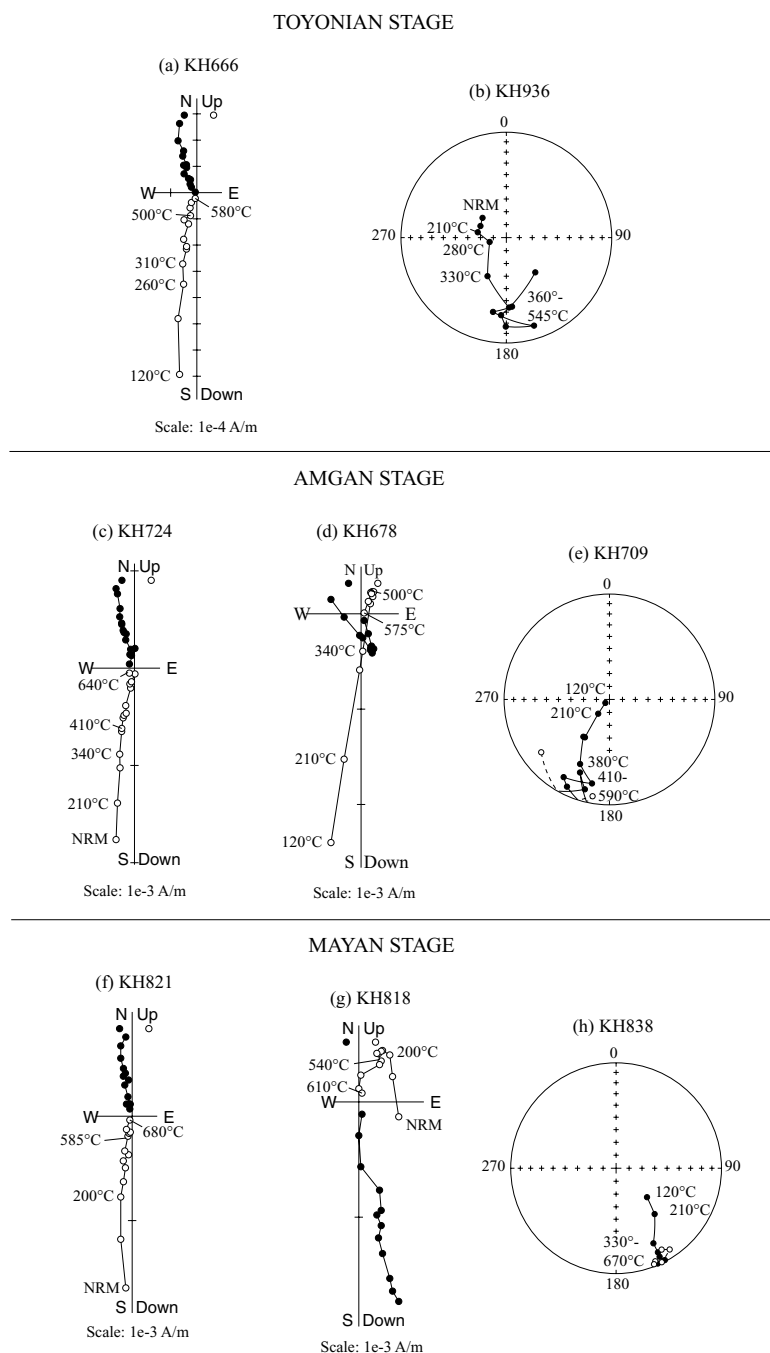 TOYONIAN STAGE
(a) KH666
N Up
W E
580°C
500°C
310°C
260°C
120°C
S Down
Scale: 1e-4 A/m
(b) KH936
0
NRM
270 210°C 90
280°C
330°C
360°-
545°C
180
AMGAN STAGE
(c) KH724
N Up
W E
640°C
410°C
340°C
210°C
NRM
S Down
Scale: 1e-3 A/m
(d) KH678
N Up
500°C
W E
575°C
340°C
210°C
120°C
S Down
Scale: 1e-3 A/m
(e) KH709
0
120°C
270 90
210°C
380°C
410-
590°C
180
MAYAN STAGE
(f) KH821
N Up
W E
680°C
585°C
200°C
NRM
S Down
Scale: 1e-3 A/m
(g) KH818
N Up
200°C
540°C
610°C
W E
NRM
S Down
Scale: 1e-3 A/m
(h) KH838
0
270 90
120°C
210°C
330°-
670°C
180